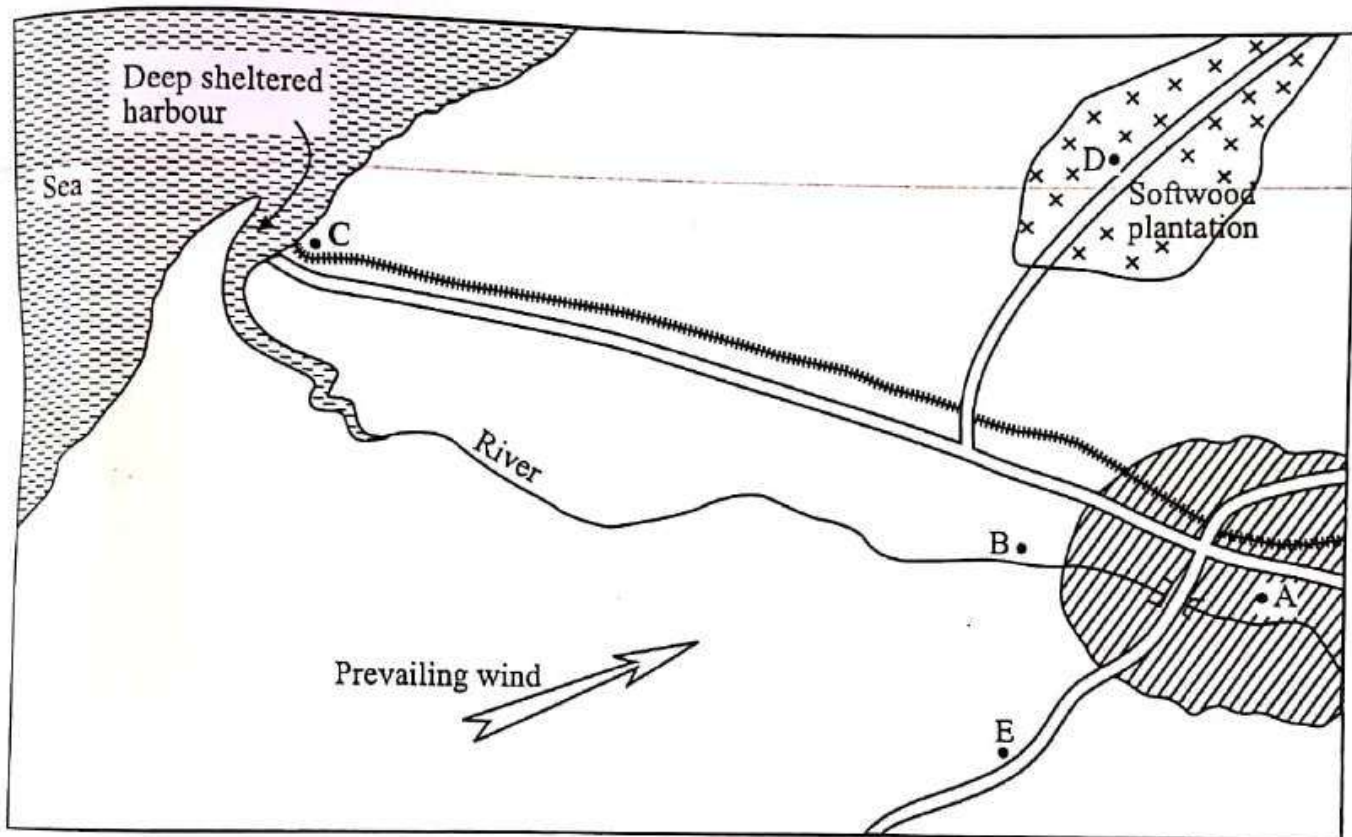 Deep sheltered
harbour
Sea
D
Softwood
plantation
C
River
B
A
Prevailing wind
E